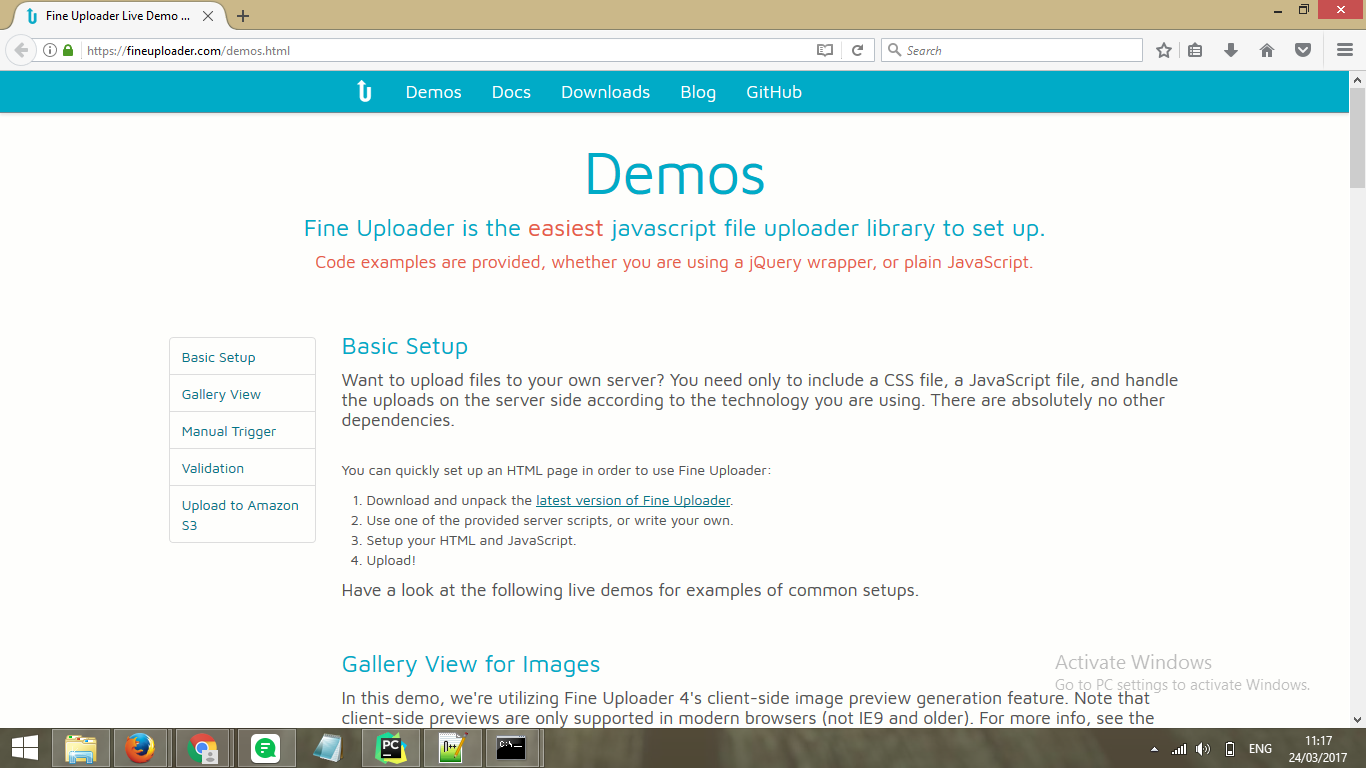 Fine Uploader Live Demo ...
https://fineuploader.com/demos.html
Search
Demos Docs Downloads Blog GitHub
Demos
Fine Uploader is the easiest javascript file uploader library to set up.
Code examples are provided, whether you are using a jQuery wrapper, or plain JavaScript.
Basic Setup
Gallery View
Manual Trigger
Validation
Upload to Amazon
S3
Basic Setup
Want to upload files to your own server? You need only to include a CSS file, a JavaScript file, and handle
the uploads on the server side according to the technology you are using. There are absolutely no other
dependencies.
You can quickly set up an HTML page in order to use Fine Uploader:
1. Download and unpack the latest version of Fine Uploader.
2. Use one of the provided server scripts, or write your own.
3. Setup your HTML and JavaScript.
4. Upload!
Have a look at the following live demos for examples of common setups.
Gallery View for Images
In this demo, we're utilizing Fine Uploader 4's client-side image preview generation feature. Note that
client-side previews are only supported in modern browsers (not IE9 and older). For more info, see the
Activate Windows
Go to PC settings to activate Windows.
PC
N++
C:\_
ENG
11:17
24/03/2017